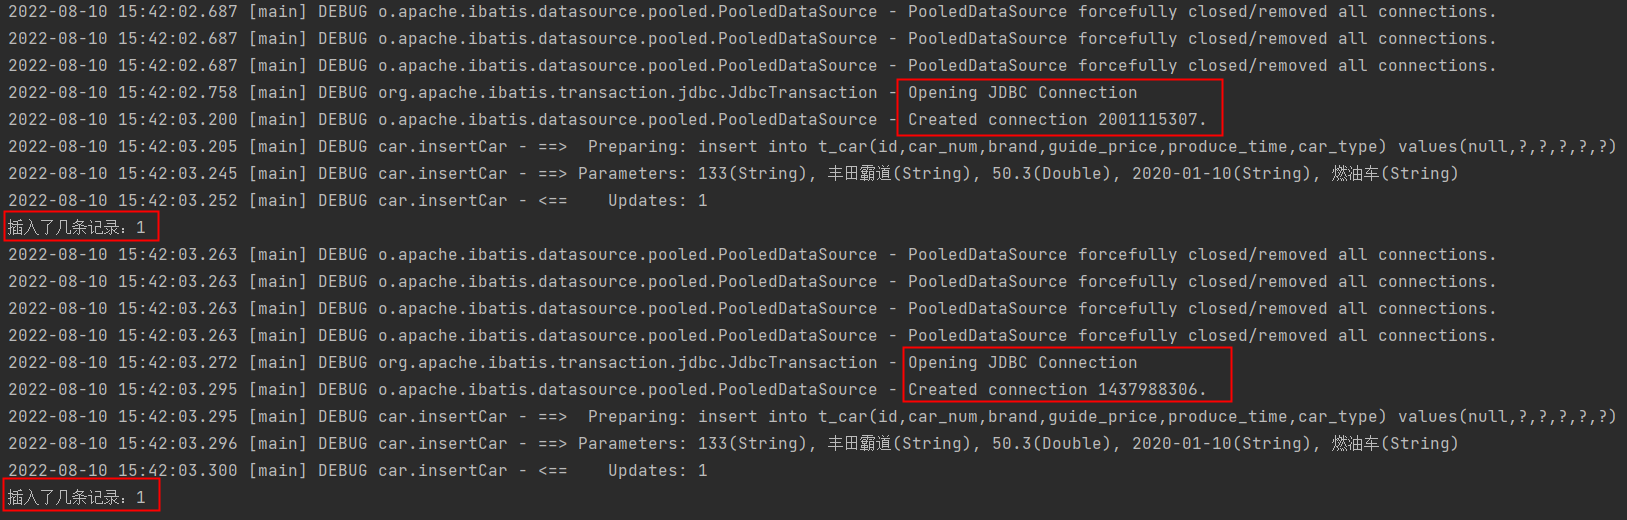 2022-08-10 15:42:02.687 [main] DEBUG o.apache.ibatis.datasource.pooled.PooledDataSource - PooledDataSource forcefully closed/removed all connections.
2022-08-10 15:42:02.687 [main] DEBUG o.apache.ibatis.datasource.pooled.PooledDataSource - PooledDataSource forcefully closed/removed all connections.
2022-08-10 15:42:02.687 [main] DEBUG o.apache.ibatis.datasource.pooled.PooledDataSource - PooledDataSource forcefully closed/removed all connections.
2022-08-10 15:42:02.758 [main] DEBUG org.apache.ibatis.transaction.jdbc.JdbcTransaction - Opening JDBC Connection
2022-08-10 15:42:03.200 [main] DEBUG o.apache.ibatis.datasource.pooled.PooledDataSource - Created connection 2001115307.
2022-08-10 15:42:03.205 [main] DEBUG car.insertCar - ==>  Preparing: insert into t_car(id,car_num,brand,guide_price,produce_time,car_type) values(null,?,?,?,?,?)
2022-08-10 15:42:03.245 [main] DEBUG car.insertCar - ==> Parameters: 133(String), 丰田霸道(String), 50.3(Double), 2020-01-10(String), 燃油车(String)
2022-08-10 15:42:03.252 [main] DEBUG car.insertCar - <==    Updates: 1
插入了几条记录：1
2022-08-10 15:42:03.263 [main] DEBUG o.apache.ibatis.datasource.pooled.PooledDataSource - PooledDataSource forcefully closed/removed all connections.
2022-08-10 15:42:03.263 [main] DEBUG o.apache.ibatis.datasource.pooled.PooledDataSource - PooledDataSource forcefully closed/removed all connections.
2022-08-10 15:42:03.263 [main] DEBUG o.apache.ibatis.datasource.pooled.PooledDataSource - PooledDataSource forcefully closed/removed all connections.
2022-08-10 15:42:03.263 [main] DEBUG o.apache.ibatis.datasource.pooled.PooledDataSource - PooledDataSource forcefully closed/removed all connections.
2022-08-10 15:42:03.272 [main] DEBUG org.apache.ibatis.transaction.jdbc.JdbcTransaction - Opening JDBC Connection
2022-08-10 15:42:03.295 [main] DEBUG o.apache.ibatis.datasource.pooled.PooledDataSource - Created connection 1437988306.
2022-08-10 15:42:03.295 [main] DEBUG car.insertCar - ==>  Preparing: insert into t_car(id,car_num,brand,guide_price,produce_time,car_type) values(null,?,?,?,?,?)
2022-08-10 15:42:03.296 [main] DEBUG car.insertCar - ==> Parameters: 133(String), 丰田霸道(String), 50.3(Double), 2020-01-10(String), 燃油车(String)
2022-08-10 15:42:03.300 [main] DEBUG car.insertCar - <==    Updates: 1
插入了几条记录：1